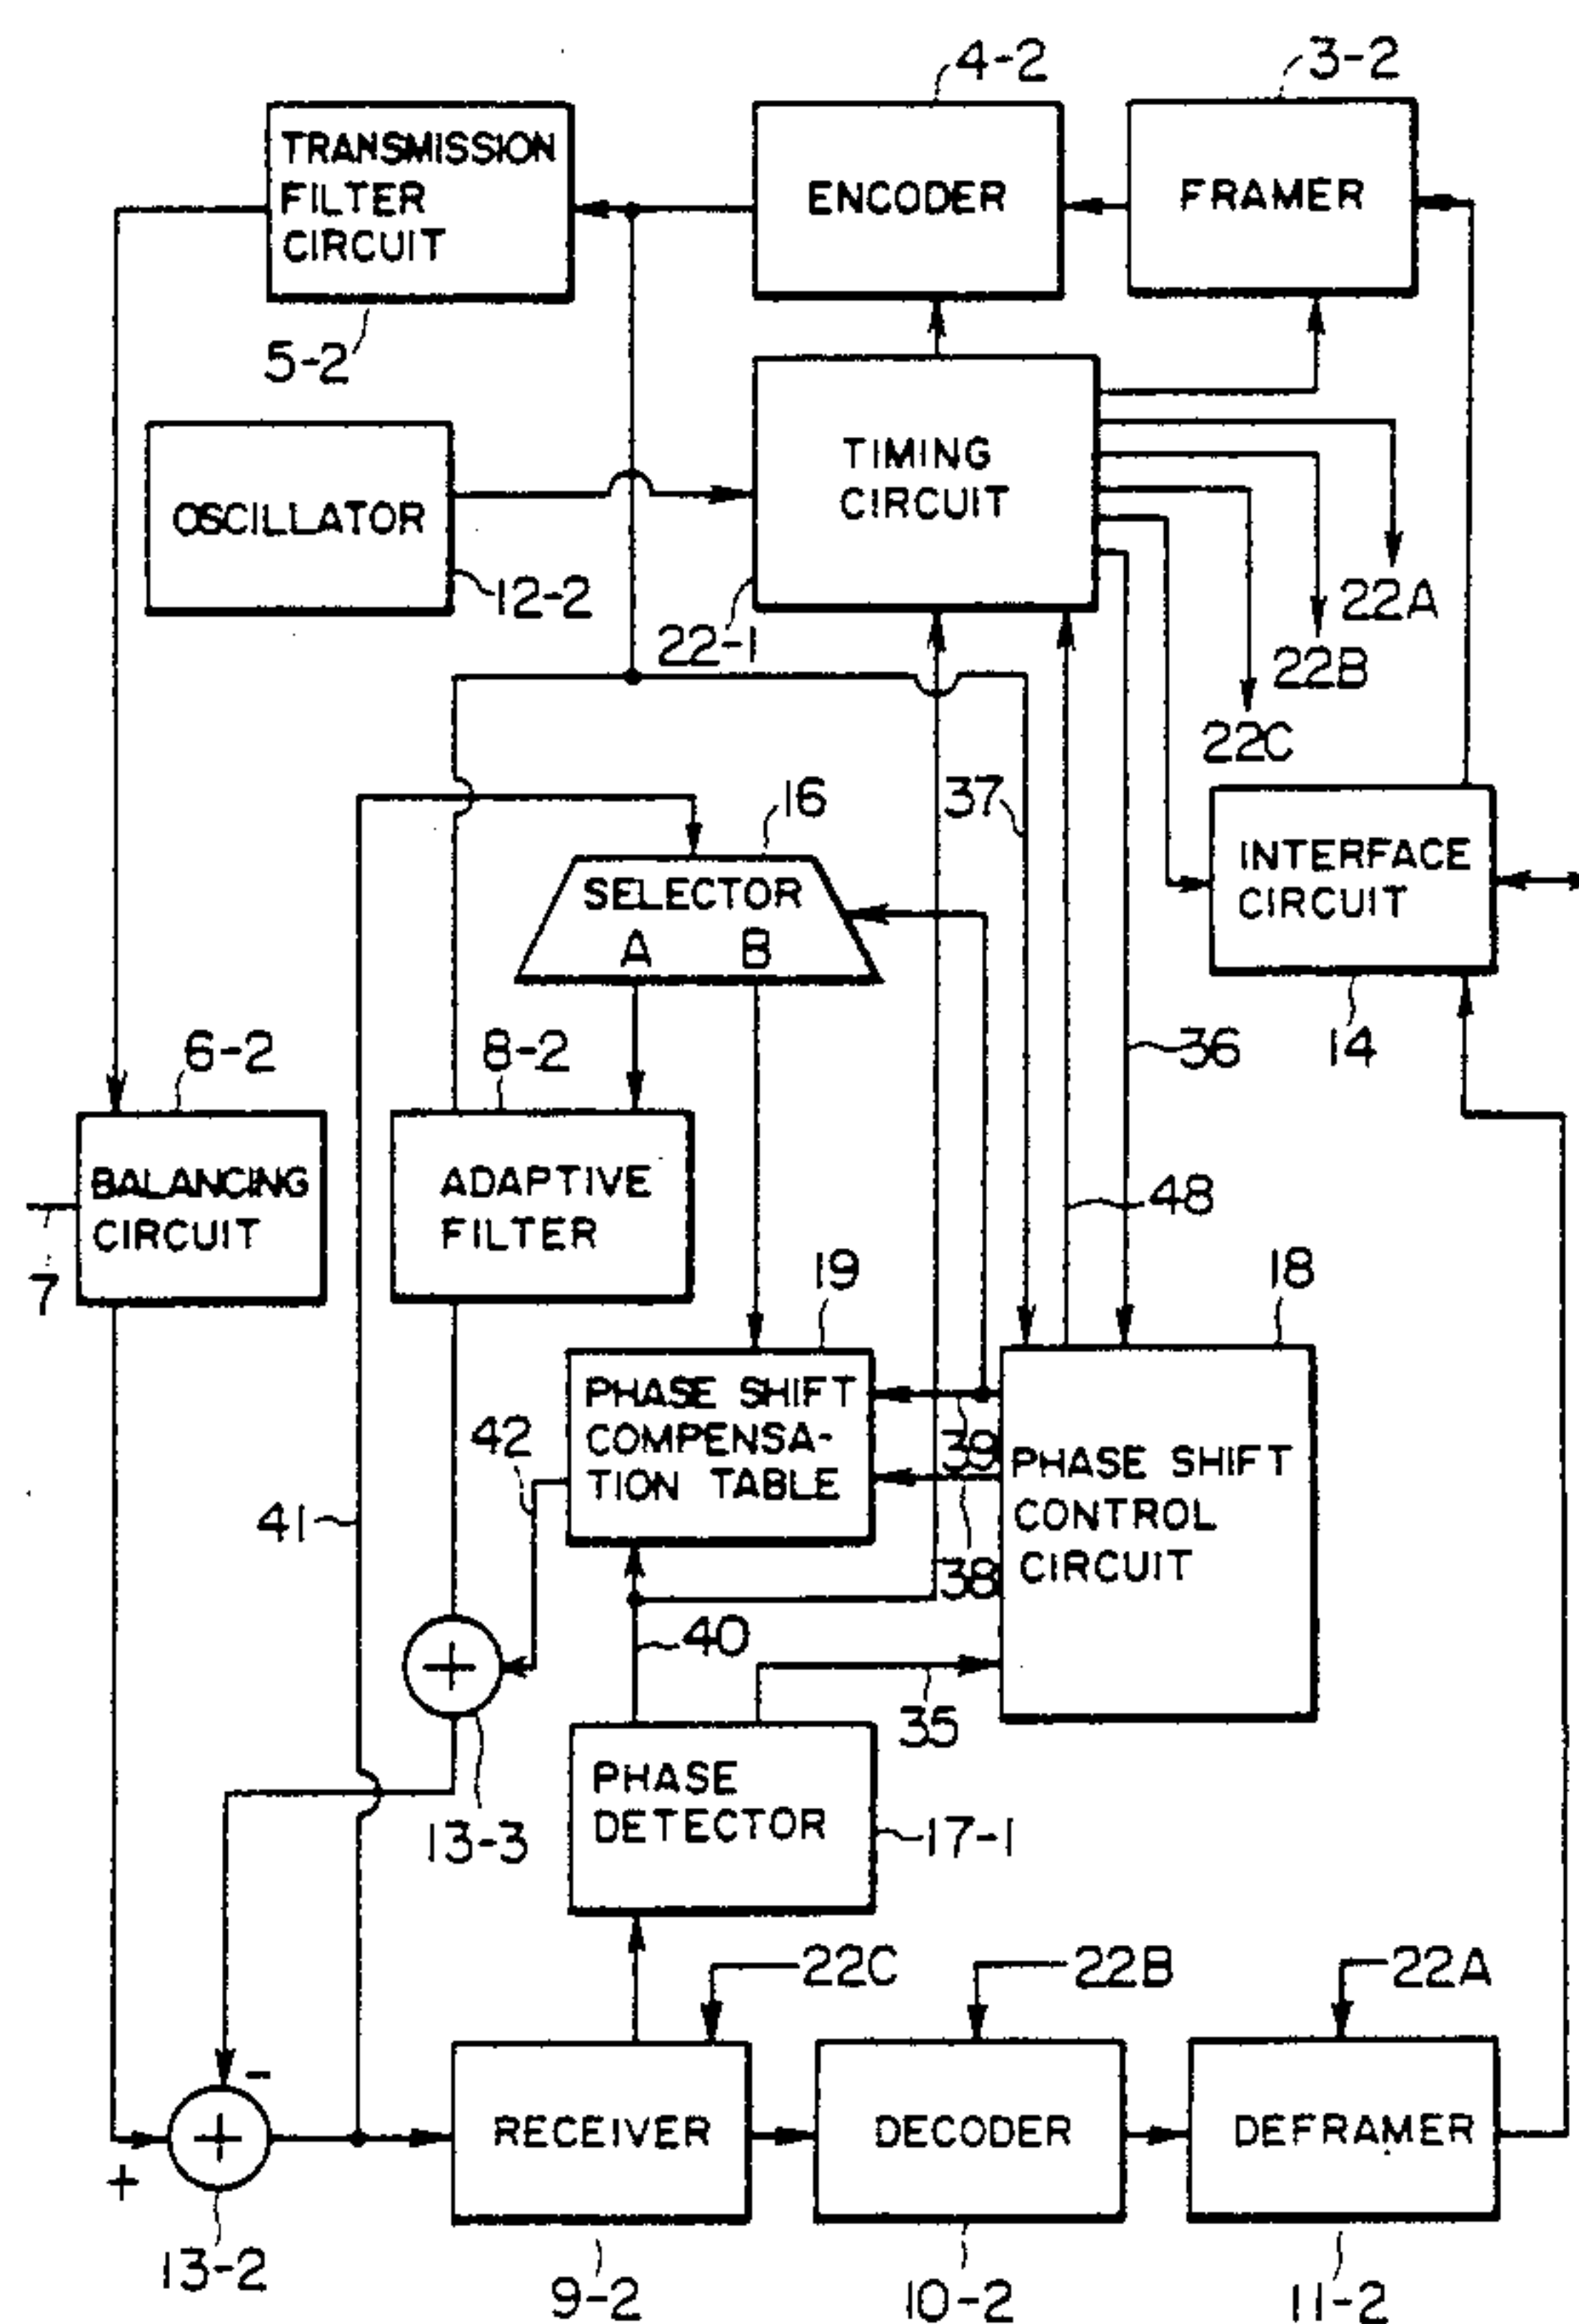 4-2
3-2
TRANSMISSION
FILTER
CIRCUIT
ENCODER
FRAMER
5-2
TIMING
CIRCUIT
OSCILLATOR
12-2
22-1
22A
22B
22C
37
16
SELECTOR
A B
INTERFACE
CIRCUIT
36
14
6-2
8-2
BALANCING
CIRCUIT
ADAPTIVE
FILTER
48
7
19
18
PHASE SHIFT
COMPENSA-
TION TABLE
42
39
PHASE SHIFT
CONTROL
CIRCUIT
41
38
+
40
35
PHASE
DETECTOR
13-3
17-1
22C
22B
22A
-
+
RECEIVER
DECODER
DEFRAMER
+
13-2
9-2
10-2
11-2